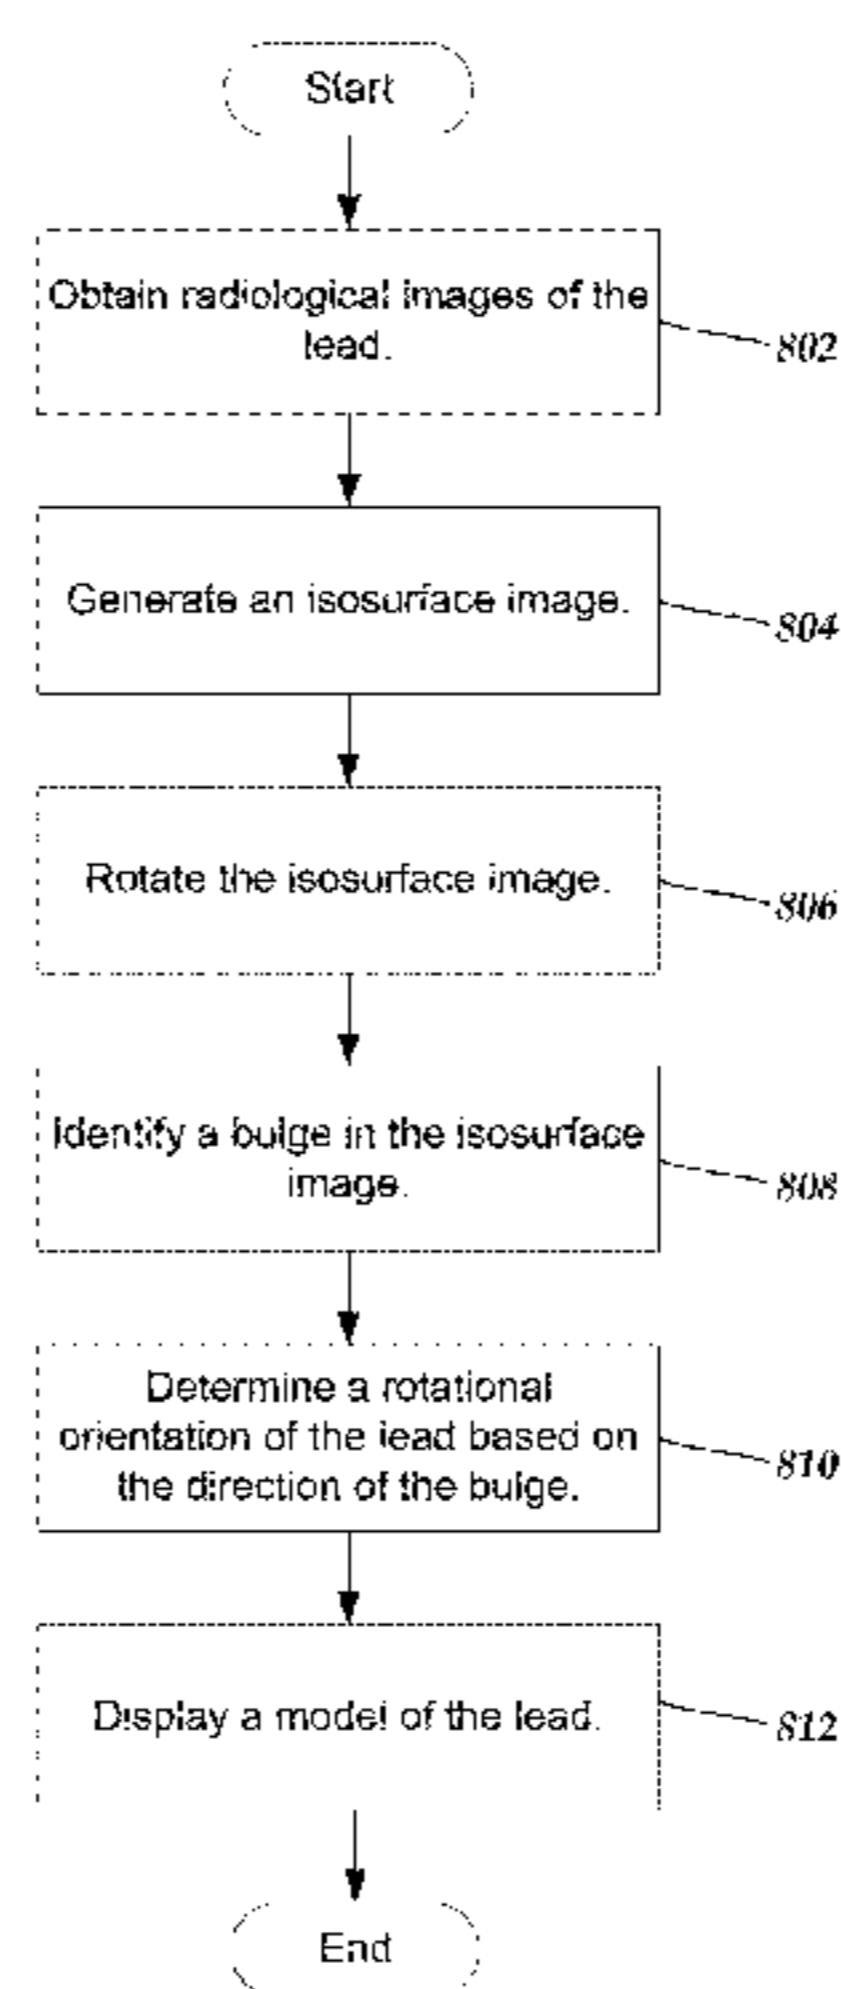 Start
Obtain radiological images of the
lead.
802
Generate an isosurface image.
804
Rotate the isosurface image.
806
Identify a bulge in the isosurface
image.
808
Determine a rotational
orientation of the lead based on
the direction of the bulge.
810
Display a model of the lead.
812
End